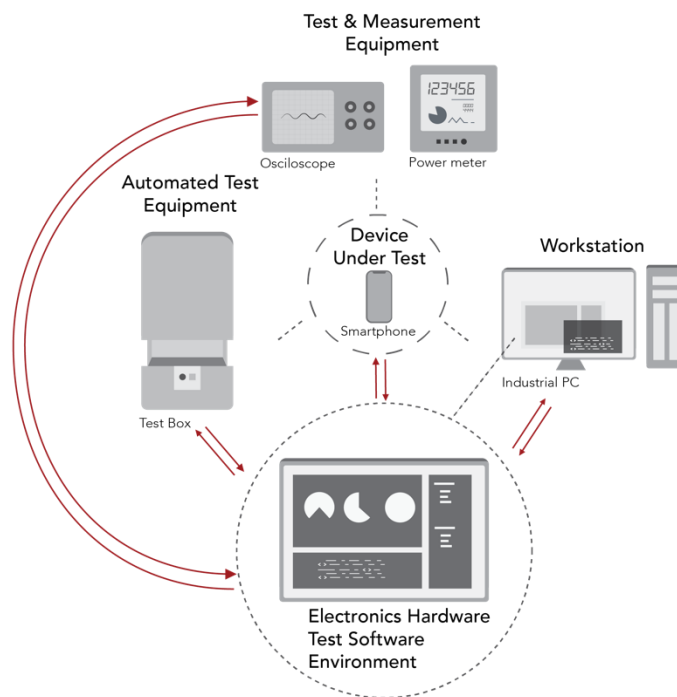 Test & Measurement
Equipment
123456
Osciloscope
Power meter
Automated Test
Equipment
Device
Under Test
Workstation
Smartphone
Industrial PC
Test Box
Electronics Hardware
Test Software
Environment